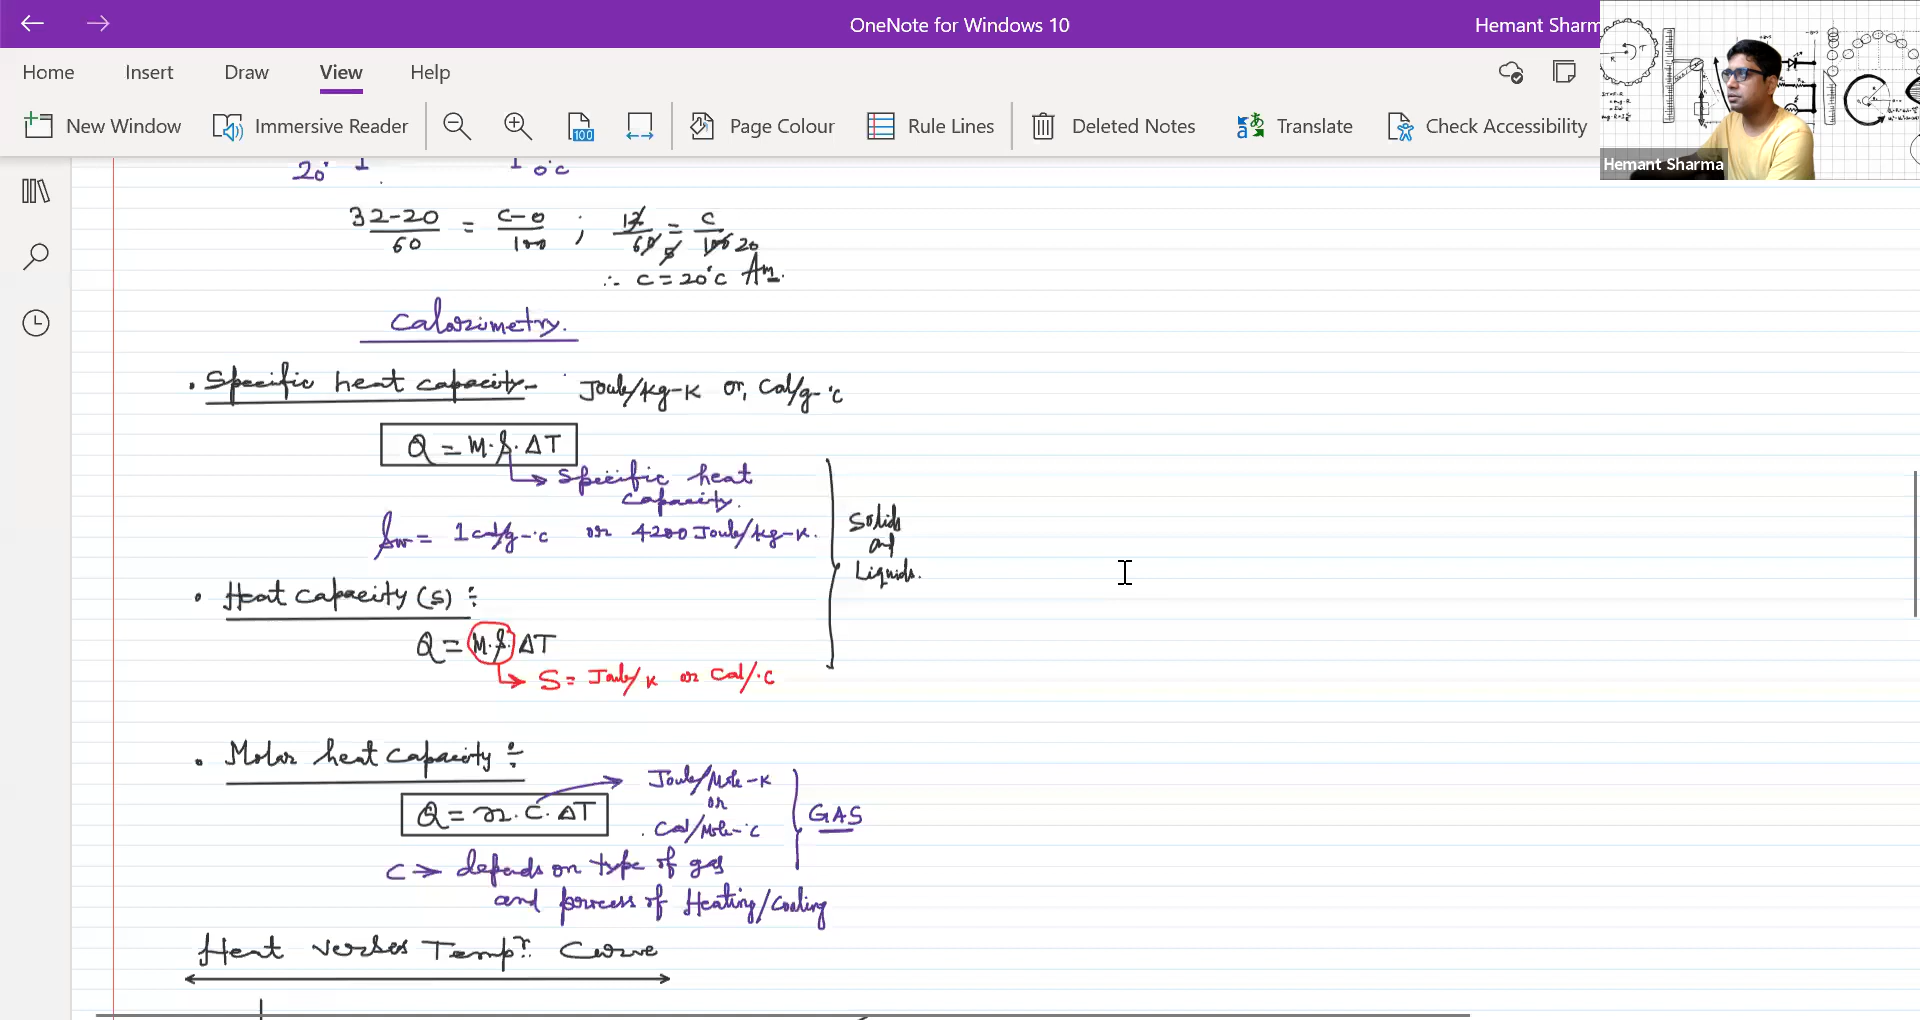 OneNote for Windows 10
Hemant Sharm
Home Insert Draw View Help
New Window Immersive Reader 100 Page Colour Rule Lines Deleted Notes Translate Check Accessibility
Hemant Sharma
20° 0°C
32-20/60 = C-0/100 ; 12/60 5 = C/100 20
∴ C = 20°C Ans.
Calorimetry.
• Specific heat capacity- Joule/kg-K or, Cal/g-°C
Q = M.s.ΔT
→ Specific heat
capacity.
sw = 1 cal/g-°C or 4200 Joule/kg-K.
Solids
and
Liquids.
• Heat capacity (S) :-
Q = M.s.ΔT
→ S = Joule/K or Cal/°C
• Molar heat capacity :-
Q = n.C.ΔT
Joule/Mole-K
or
Cal/Mole-°C
GAS
C → depends on type of gas
and process of Heating/Cooling
Heat verses Tempr. Curve